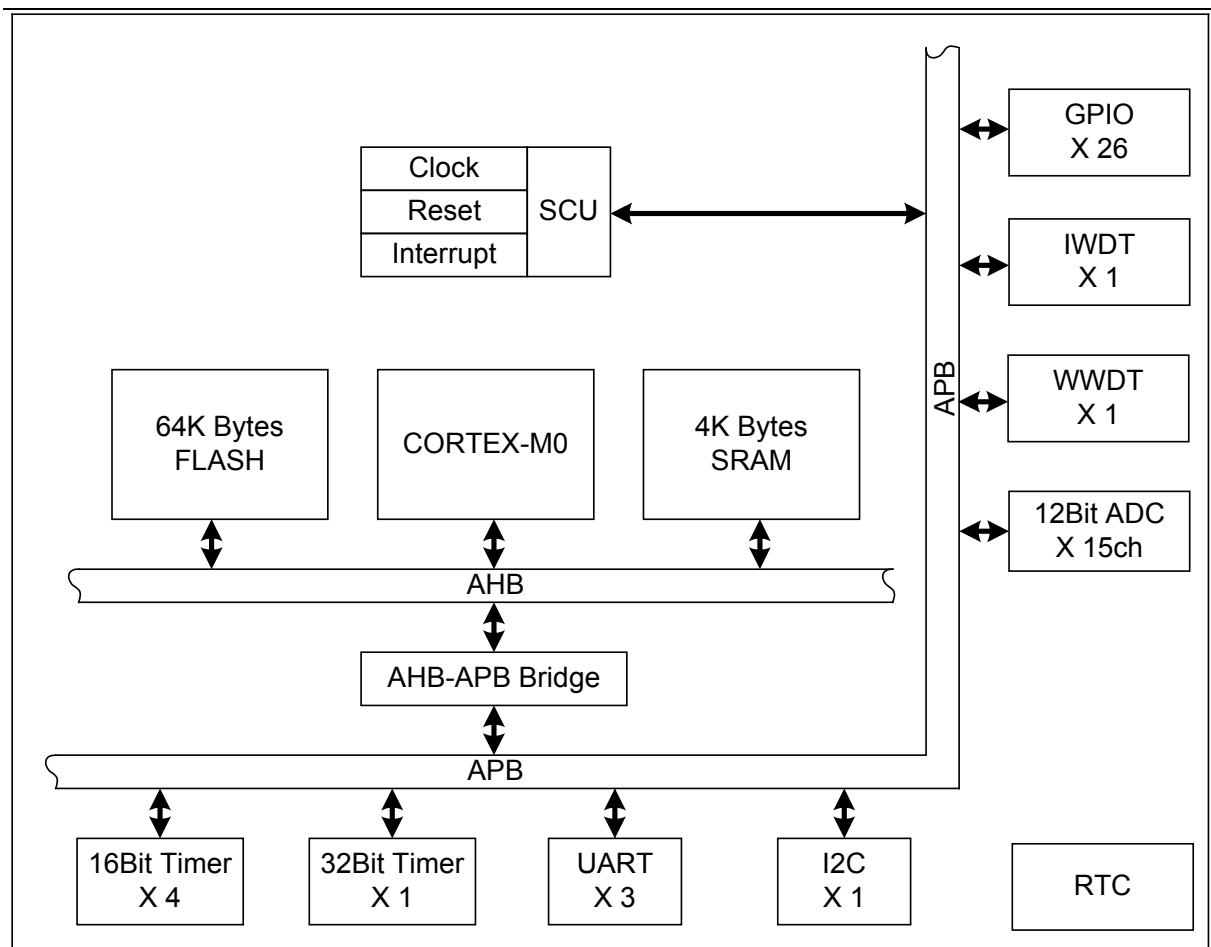 GPIO
X 26
Clock
Reset
Interrupt
SCU
IWDT
X 1
APB
WWDT
X 1
64K Bytes
FLASH
CORTEX-M0
4K Bytes
SRAM
12Bit ADC
X 15ch
AHB
AHB-APB Bridge
APB
16Bit Timer
X 4
32Bit Timer
X 1
UART
X 3
I2C
X 1
RTC